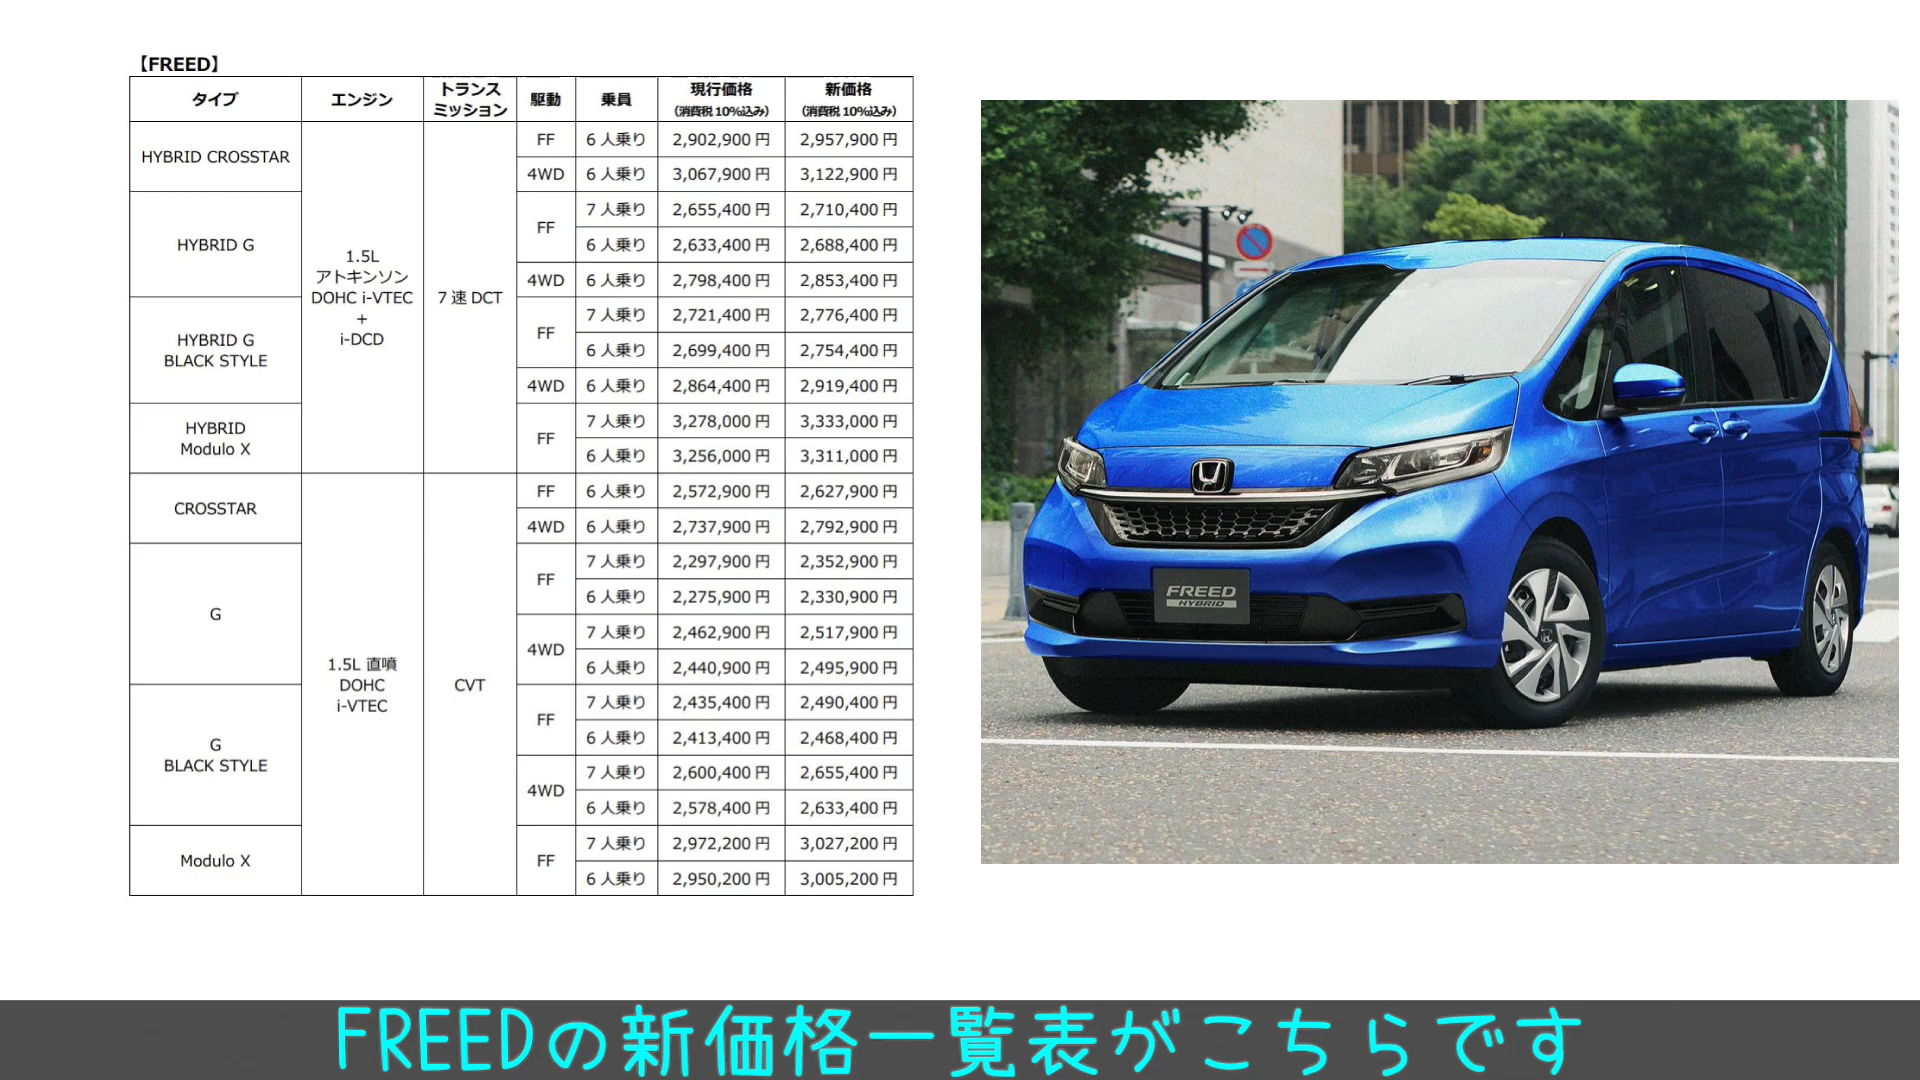 【FREED】
タイプ エンジン トランスミッション 駆動 乗員 現行価格(消費税10%込み) 新価格(消費税10%込み)
HYBRID CROSSTAR 1.5L アトキンソン DOHC i-VTEC + i-DCD 7速DCT FF 6人乗り 2,902,900円 2,957,900円
4WD 6人乗り 3,067,900円 3,122,900円
HYBRID G FF 7人乗り 2,655,400円 2,710,400円
6人乗り 2,633,400円 2,688,400円
4WD 6人乗り 2,798,400円 2,853,400円
HYBRID G BLACK STYLE FF 7人乗り 2,721,400円 2,776,400円
6人乗り 2,699,400円 2,754,400円
4WD 6人乗り 2,864,400円 2,919,400円
HYBRID Modulo X FF 7人乗り 3,278,000円 3,333,000円
6人乗り 3,256,000円 3,311,000円
CROSSTAR 1.5L 直噴 DOHC i-VTEC CVT FF 6人乗り 2,572,900円 2,627,900円
4WD 6人乗り 2,737,900円 2,792,900円
G FF 7人乗り 2,297,900円 2,352,900円
6人乗り 2,275,900円 2,330,900円
4WD 7人乗り 2,462,900円 2,517,900円
6人乗り 2,440,900円 2,495,900円
G BLACK STYLE FF 7人乗り 2,435,400円 2,490,400円
6人乗り 2,413,400円 2,468,400円
4WD 7人乗り 2,600,400円 2,655,400円
6人乗り 2,578,400円 2,633,400円
Modulo X FF 7人乗り 2,972,200円 3,027,200円
6人乗り 2,950,200円 3,005,200円
FREED
HYBRID
FREEDの新価格一覧表がこちらです